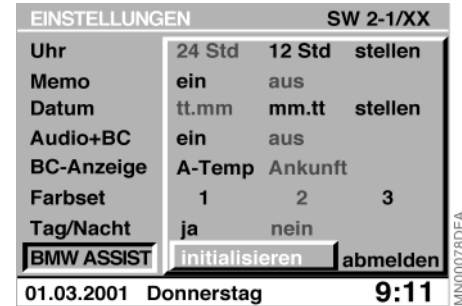 EINSTELLUNGEN SW 2-1/XX
Uhr 24 Std 12 Std stellen
Memo ein aus
Datum tt.mm mm.tt stellen
Audio+BC ein aus
BC-Anzeige A-Temp Ankunft
Farbset 1 2 3
Tag/Nacht ja nein
BMW ASSIST initialisieren abmelden
01.03.2001 Donnerstag 9:11
MN00078DEA